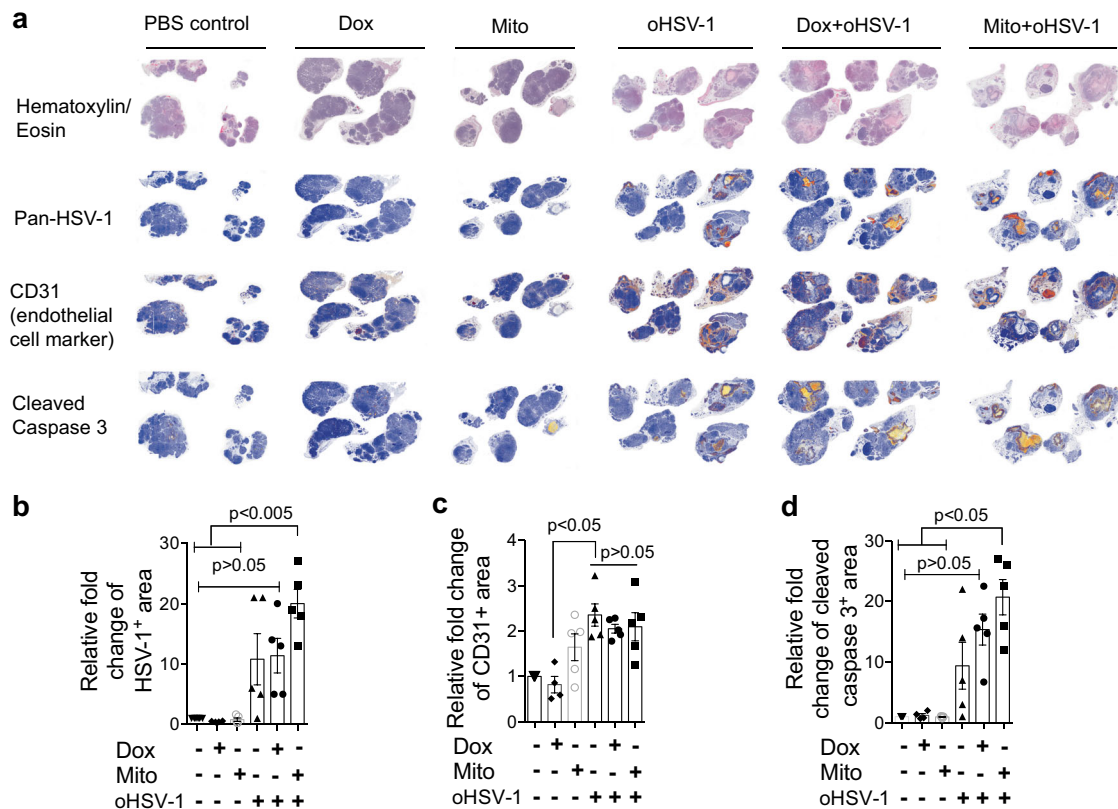 a
PBS control Dox Mito oHSV-1 Dox+oHSV-1 Mito+oHSV-1
Hematoxylin/
Eosin
Pan-HSV-1
CD31
(endothelial
cell marker)
Cleaved
Caspase 3
b
Relative fold
change of
HSV-1+ area
30
20
10
0
p<0.005
p>0.05
Dox - + - - + -
Mito - - + - - +
oHSV-1 - - - + + +
c
Relative fold change
of CD31+ area
4
3
2
1
0
p<0.05
p>0.05
Dox - + - - + -
Mito - - + - - +
oHSV-1 - - - + + +
d
Relative fold
change of cleaved
caspase 3+ area
30
20
10
0
p<0.05
p>0.05
Dox - + - - + -
Mito - - + - - +
oHSV-1 - - - + + +